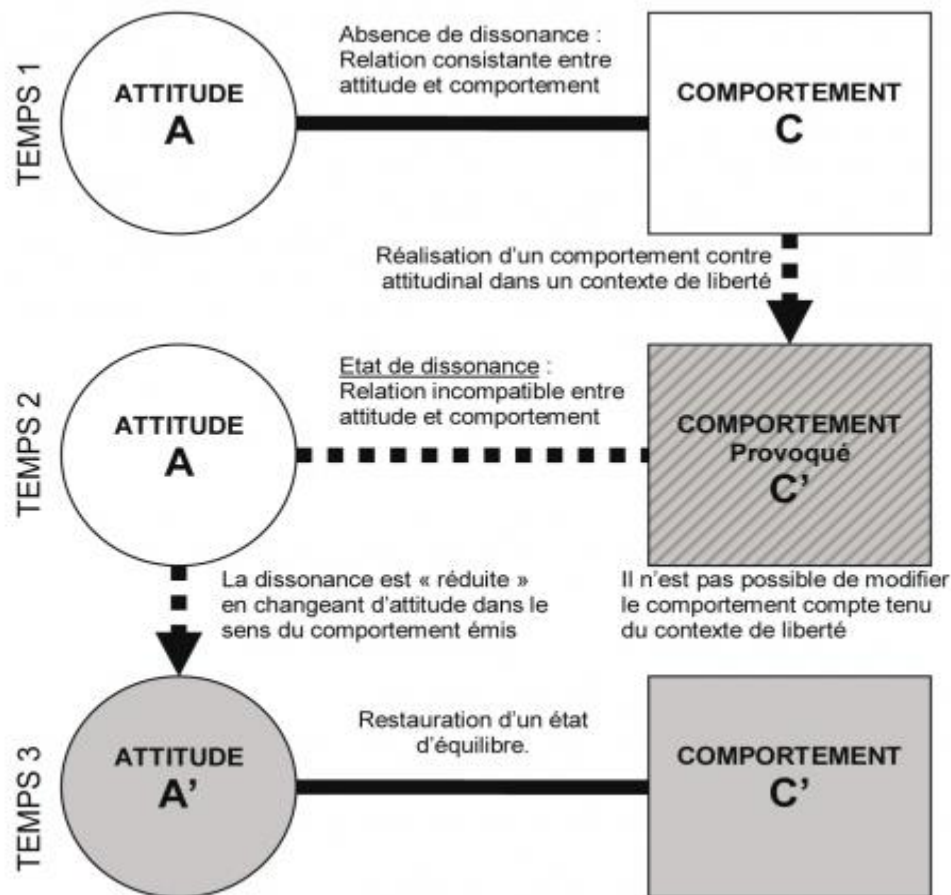 TEMPS 1
ATTITUDE
A
Absence de dissonance :
Relation consistante entre
attitude et comportement
COMPORTEMENT
C
Réalisation d'un comportement contre
attitudinal dans un contexte de liberté
TEMPS 2
ATTITUDE
A
Etat de dissonance :
Relation incompatible entre
attitude et comportement
COMPORTEMENT
Provoqué
C'
La dissonance est « réduite »
en changeant d'attitude dans le
sens du comportement émis
Il n'est pas possible de modifier
le comportement compte tenu
du contexte de liberté
TEMPS 3
ATTITUDE
A'
Restauration d'un état
d'équilibre.
COMPORTEMENT
C'